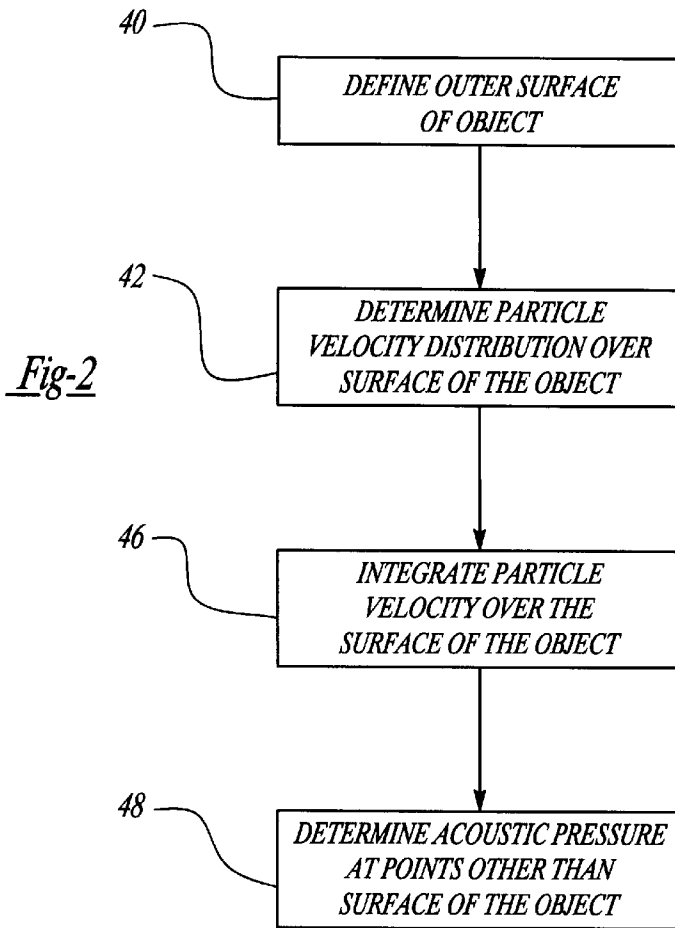 40
DEFINE OUTER SURFACE
OF OBJECT
42
DETERMINE PARTICLE
VELOCITY DISTRIBUTION OVER
SURFACE OF THE OBJECT
Fig-2
46
INTEGRATE PARTICLE
VELOCITY OVER THE
SURFACE OF THE OBJECT
48
DETERMINE ACOUSTIC PRESSURE
AT POINTS OTHER THAN
SURFACE OF THE OBJECT